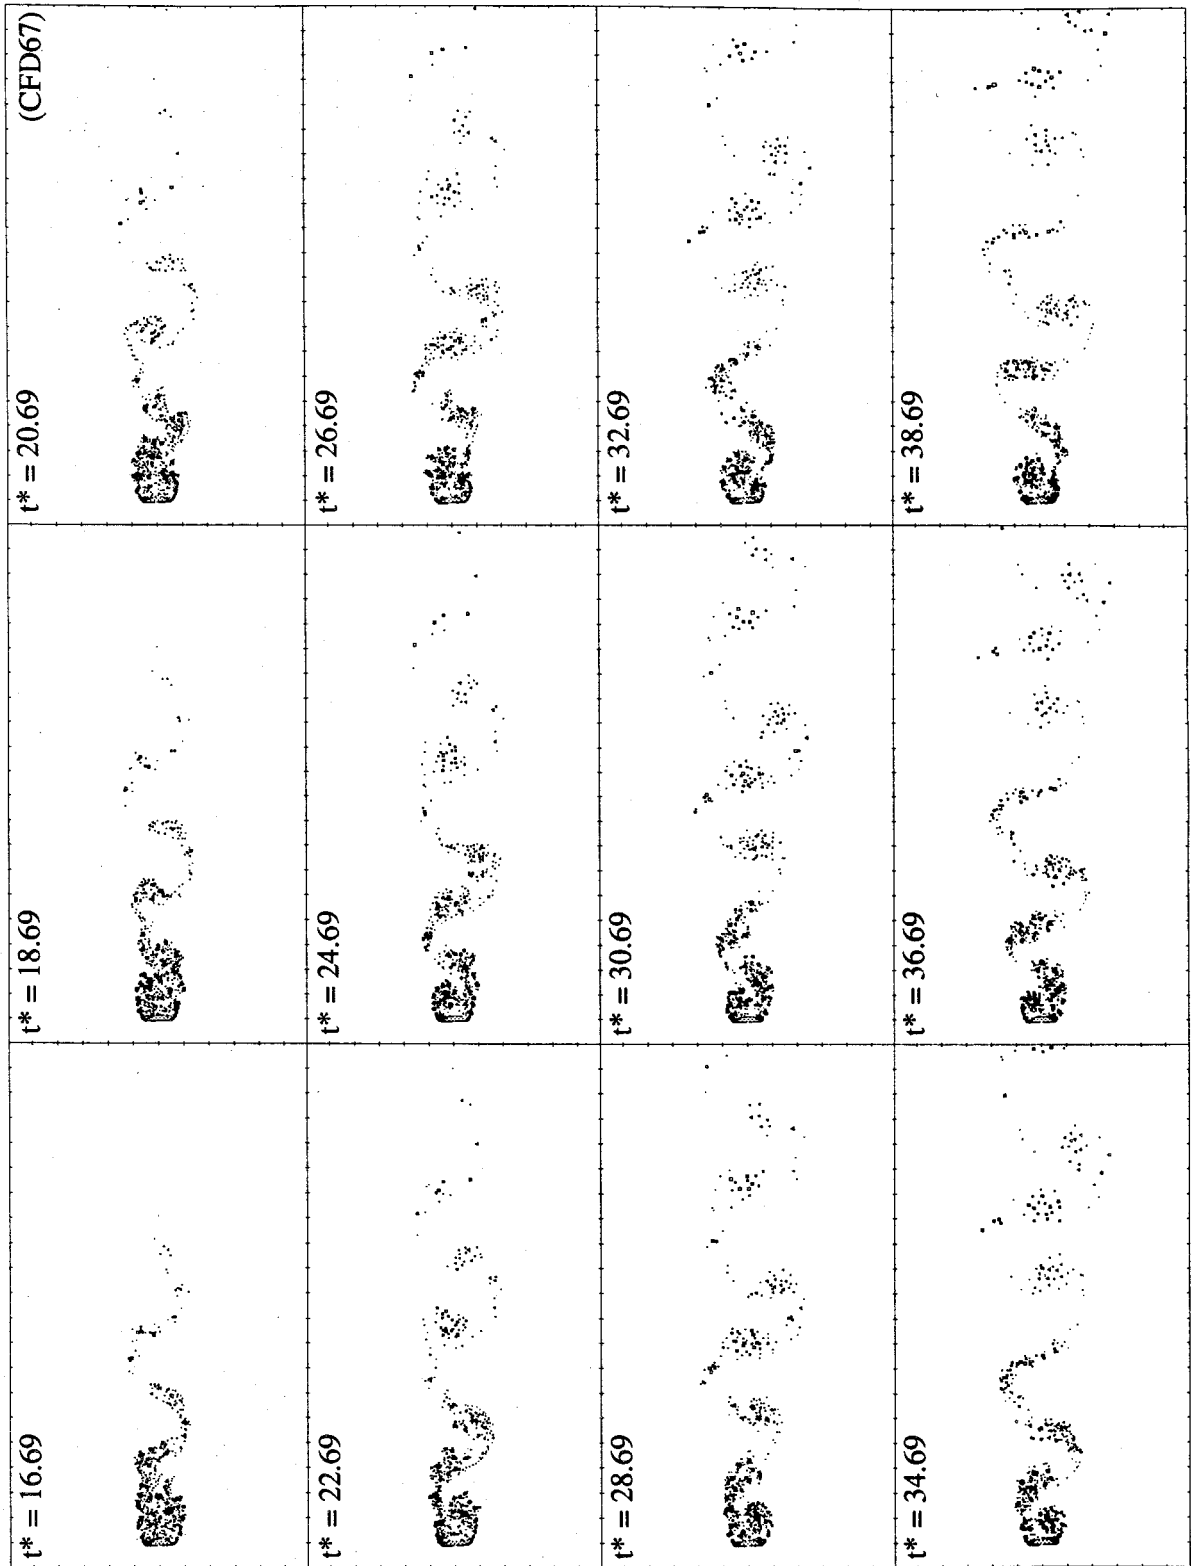 t* = 16.69
t* = 18.69
t* = 20.69
(CFD67)
t* = 22.69
t* = 24.69
t* = 26.69
t* = 28.69
t* = 30.69
t* = 32.69
t* = 34.69
t* = 36.69
t* = 38.69